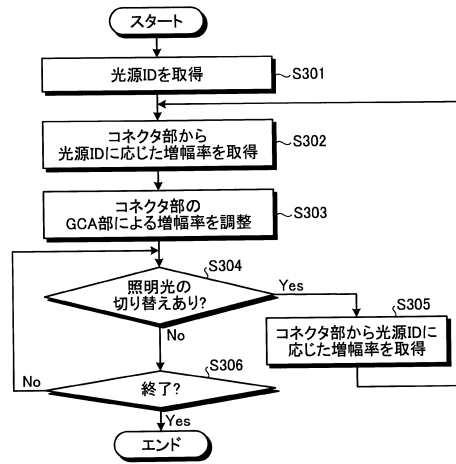 スタート
光源IDを取得
S301
コネクタ部から
光源IDに応じた増幅率を取得
S302
コネクタ部の
GCA部による増幅率を調整
S303
照明光の
切り替えあり?
S304
Yes
No
コネクタ部から光源IDに
応じた増幅率を取得
S305
終了?
S306
No
Yes
エンド